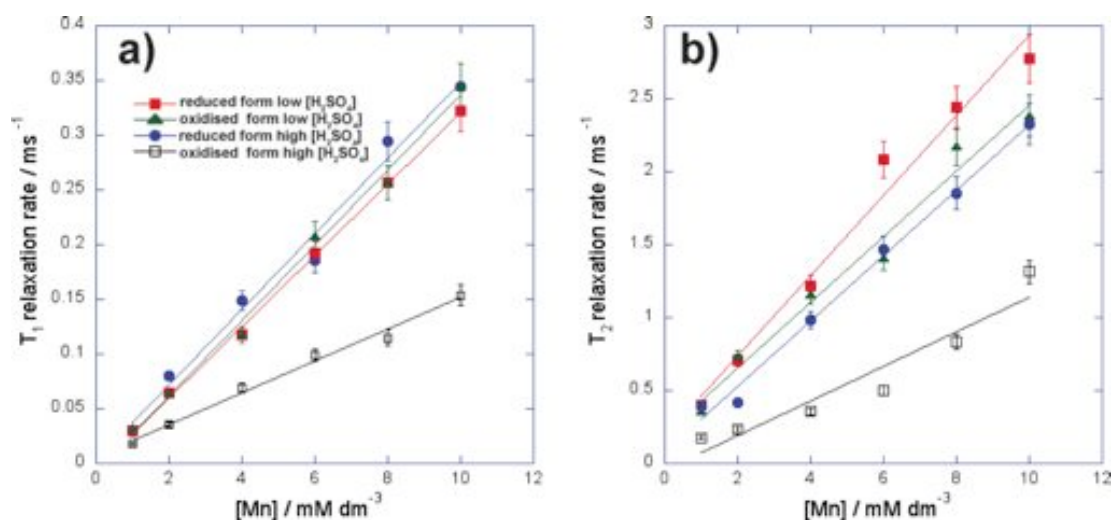 a)
reduced form low [H₂SO₄]
oxidised form low [H₂SO₄]
reduced form high [H₂SO₄]
oxidised form high [H₂SO₄]
T₁ relaxation rate / ms⁻¹
0.4
0.35
0.3
0.25
0.2
0.15
0.1
0.05
0
0 2 4 6 8 10 12
[Mn] / mM dm⁻³
b)
T₂ relaxation rate / ms⁻¹
3
2.5
2
1.5
1
0.5
0
0 2 4 6 8 10 12
[Mn] / mM dm⁻³